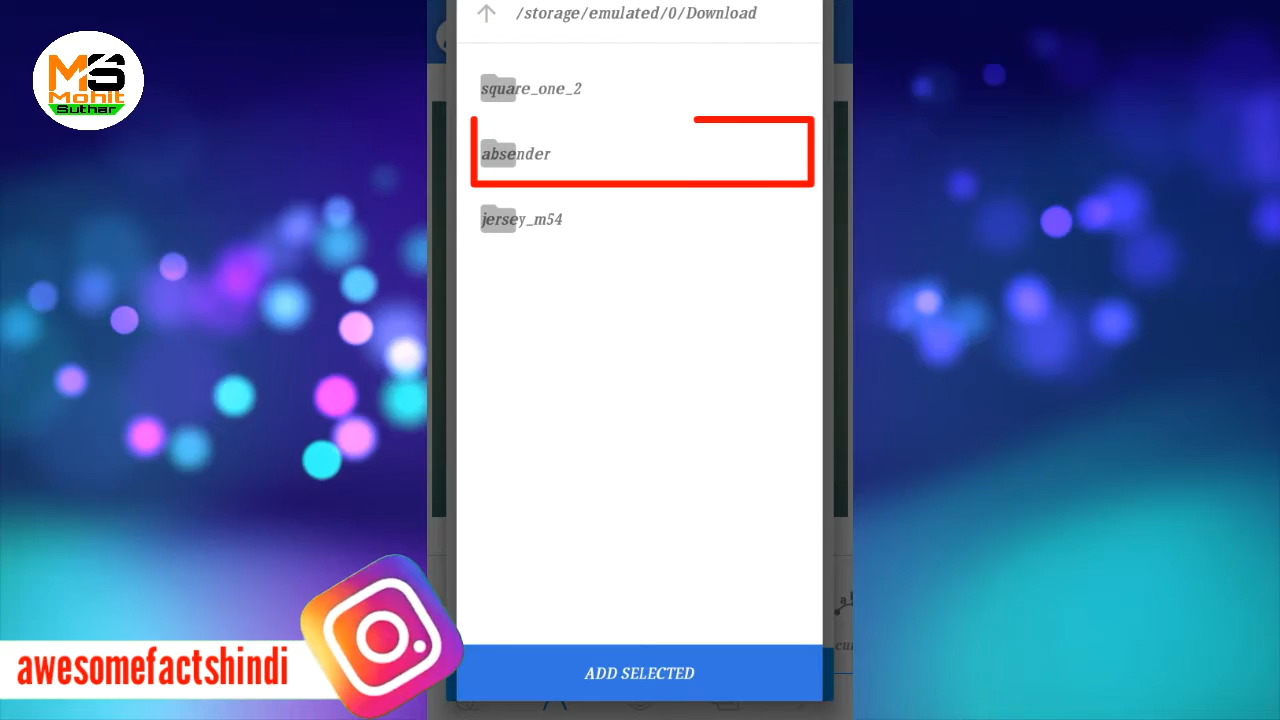 MS
Mohit
Suthar
/storage/emulated/0/Download
square_one_2
absender
jersey_m54
ADD SELECTED
awesomefactshindi